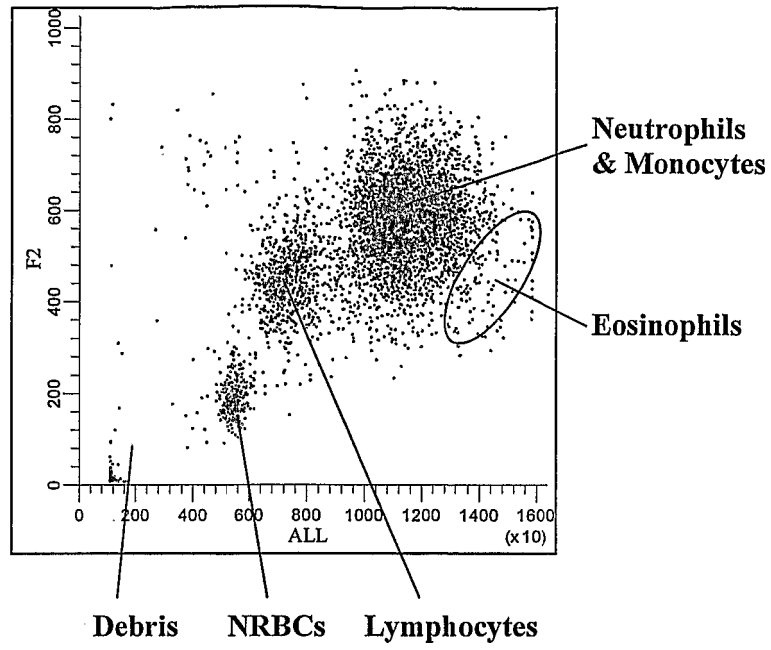 1000
800
600
400
200
0
F2
0 200 400 600 800 1000 1200 1400 1600
ALL
(x10)
Neutrophils
& Monocytes
Eosinophils
Debris NRBCs Lymphocytes